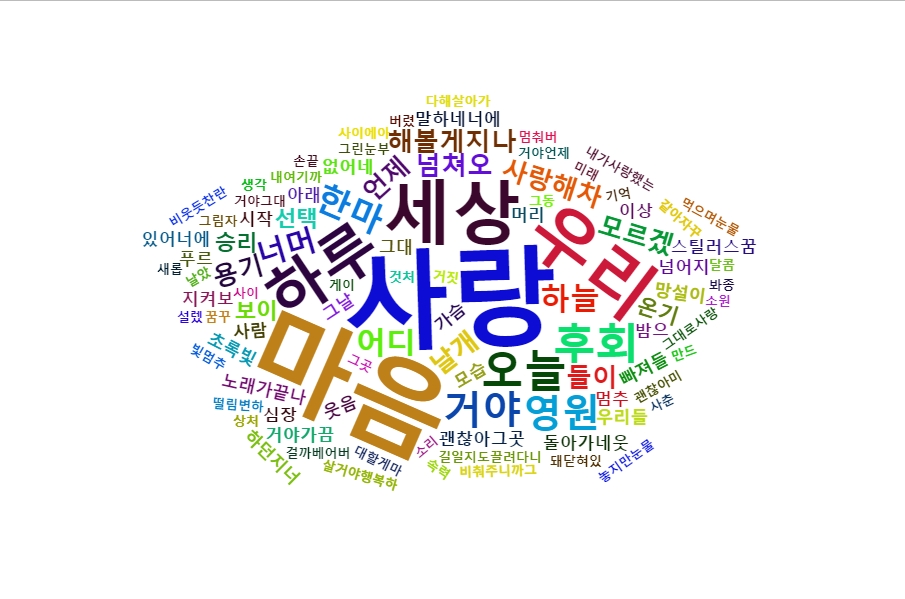 다해살아가
버렸
말하네너에
사이에아
해볼게지나
멈춰버
그린눈부
거야언제
내가사랑했는
손끝
없어네
언제
넘쳐오
사랑해차
미래
생각
내여기까
기억
비웃듯찬란
거야그대
아래
한마
세상
그동
같아자꾸
먹으며눈물
그림자
시작
선택
머리
우리
이상
있어너에
승리
너머
하루
그대
모르겠
스틸러스꿈
푸르
새롭
날았
용기
게이
것처
거짓
사랑
넘어지
달콤
지켜보
사이
그날
하늘
망설이
봐종
소원
설렜
꿈꾸
보이
가슴
온기
사람
마음
어디
후회
밤으
그대로사랑
초록빛
그곳
날개
오늘
들이
빠져들
만드
빛멈추
모습
노래가끝나
웃음
거야
영원
멈추
괜찮아미
떨림변하
상처
심장
우리들
사춘
거야가끔
소리
괜찮아그곳
돌아가네웃
하던지너
걸까베어버
대할게마
길일지도끌려다니
돼닫혀있
놓지만눈물
살거야행복하
속력
비춰주니까그